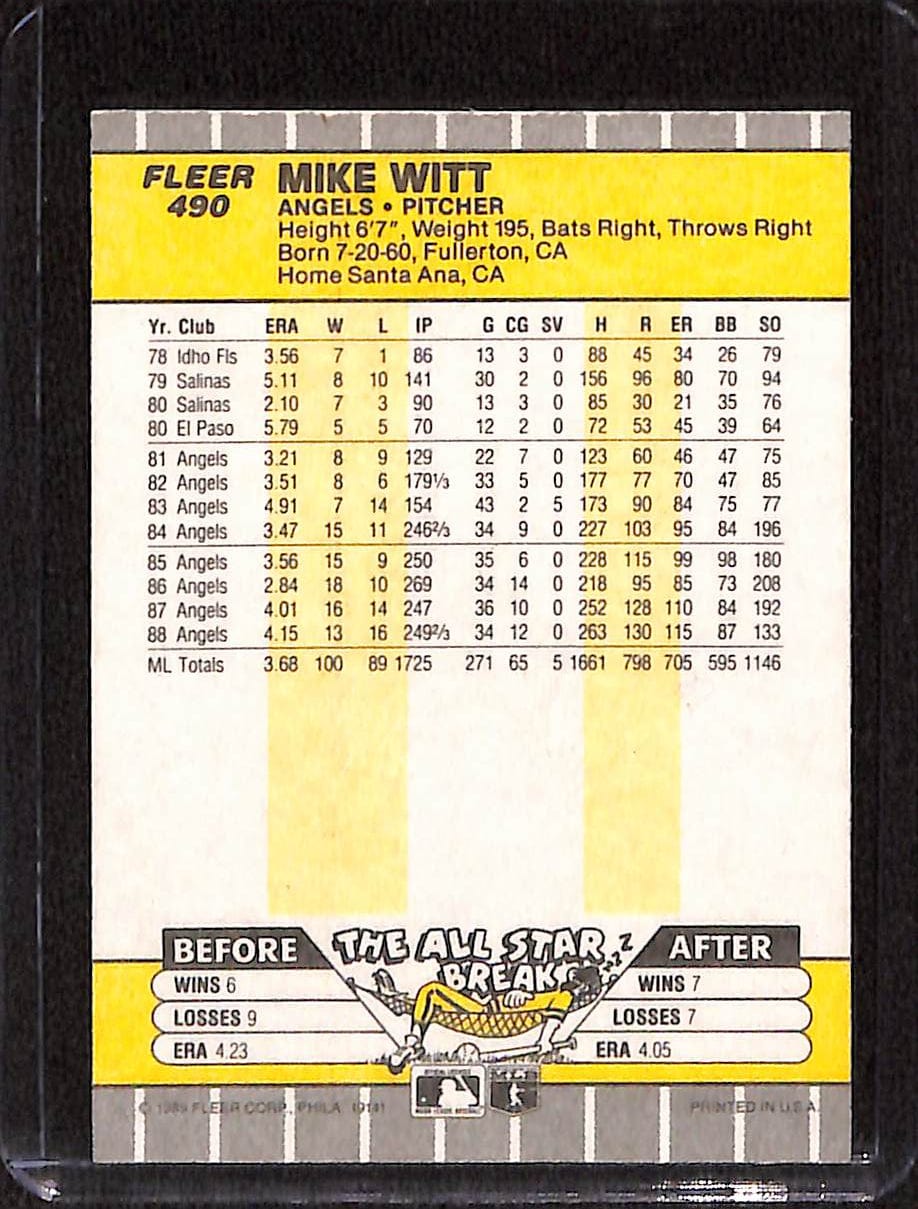 FLEER MIKE WITT
490 ANGELS • PITCHER
Height 6'7", Weight 195, Bats Right, Throws Right
Born 7-20-60, Fullerton, CA
Home Santa Ana, CA
Yr. Club ERA W L IP G CG SV H R ER BB SO
78 Idho Fls 3.56 7 1 86 13 3 0 88 45 34 26 79
79 Salinas 5.11 8 10 141 30 2 0 156 96 80 70 94
80 Salinas 2.10 7 3 90 13 3 0 85 30 21 35 76
80 El Paso 5.79 5 5 70 12 2 0 72 53 45 39 64
81 Angels 3.21 8 9 129 22 7 0 123 60 46 47 75
82 Angels 3.51 8 6 179⅓ 33 5 0 177 77 70 47 85
83 Angels 4.91 7 14 154 43 2 5 173 90 84 75 77
84 Angels 3.47 15 11 246⅔ 34 9 0 227 103 95 84 196
85 Angels 3.56 15 9 250 35 6 0 228 115 99 98 180
86 Angels 2.84 18 10 269 34 14 0 218 95 85 73 208
87 Angels 4.01 16 14 247 36 10 0 252 128 110 84 192
88 Angels 4.15 13 16 249⅔ 34 12 0 263 130 115 87 133
ML Totals 3.68 100 89 1725 271 65 5 1661 798 705 595 1146
BEFORE THE ALL STAR BREAK AFTER
ZZZ
WINS 6 WINS 7
LOSSES 9 LOSSES 7
ERA 4.23 ERA 4.05
MLB
MAJOR LEAGUE BASEBALL
© 1989 FLEER CORP., PHILA. 19141 PRINTED IN U.S.A.